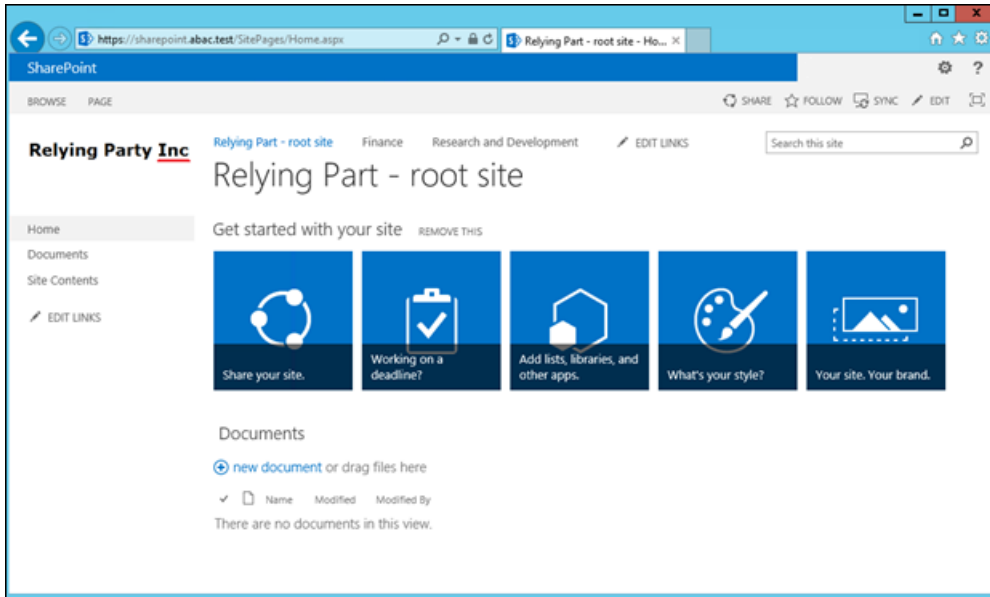 https://sharepoint.abac.test/SitePages/Home.aspx
Relying Part - root site - Ho...
SharePoint
?
BROWSE PAGE
SHARE FOLLOW SYNC EDIT
Relying Party Inc
Relying Part - root site Finance Research and Development EDIT LINKS
Search this site
Relying Part - root site
Home
Documents
Site Contents
EDIT LINKS
Get started with your site REMOVE THIS
Share your site.
Working on a
deadline?
Add lists, libraries, and
other apps.
What's your style?
Your site. Your brand.
Documents
new document or drag files here
Name Modified Modified By
There are no documents in this view.